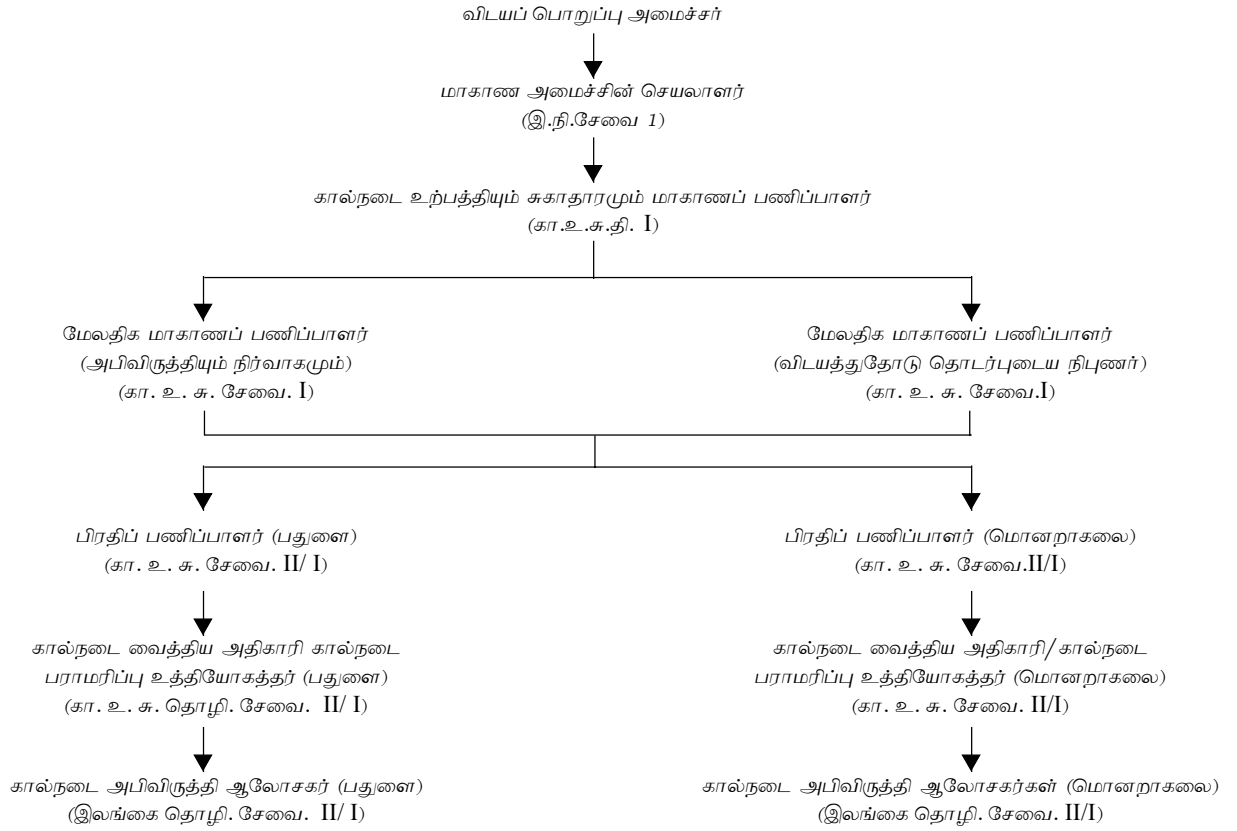 விடயப் பொறுப்பு அமைச்சர்
மாகாண அமைச்சின் செயலாளர்
(இ.நி.சேவை 1)
கால்நடை உற்பத்தியும் சுகாதாரமும் மாகாணப் பணிப்பாளர்
(கா.உ.சு.தி. I)
மேலதிக மாகாணப் பணிப்பாளர்
(அபிவிருத்தியும் நிர்வாகமும்)
(கா. உ. சு. சேவை. I)
மேலதிக மாகாணப் பணிப்பாளர்
(விடயத்துதோடு தொடர்புடைய நிபுணர்)
(கா. உ. சு. சேவை.I)
பிரதிப் பணிப்பாளர் (பதுளை)
(கா. உ. சு. சேவை. II/ I)
பிரதிப் பணிப்பாளர் (மொனறாகலை)
(கா. உ. சு. சேவை.II/I)
கால்நடை வைத்திய அதிகாரி கால்நடை
பராமரிப்பு உத்தியோகத்தர் (பதுளை)
(கா. உ. சு. தொழி. சேவை. II/ I)
கால்நடை வைத்திய அதிகாரி/கால்நடை
பராமரிப்பு உத்தியோகத்தர் (மொனறாகலை)
(கா. உ. சு. சேவை. II/I)
கால்நடை அபிவிருத்தி ஆலோசகர் (பதுளை)
(இலங்கை தொழி. சேவை. II/ I)
கால்நடை அபிவிருத்தி ஆலோசகர்கள் (மொனறாகலை)
(இலங்கை தொழி. சேவை. II/I)